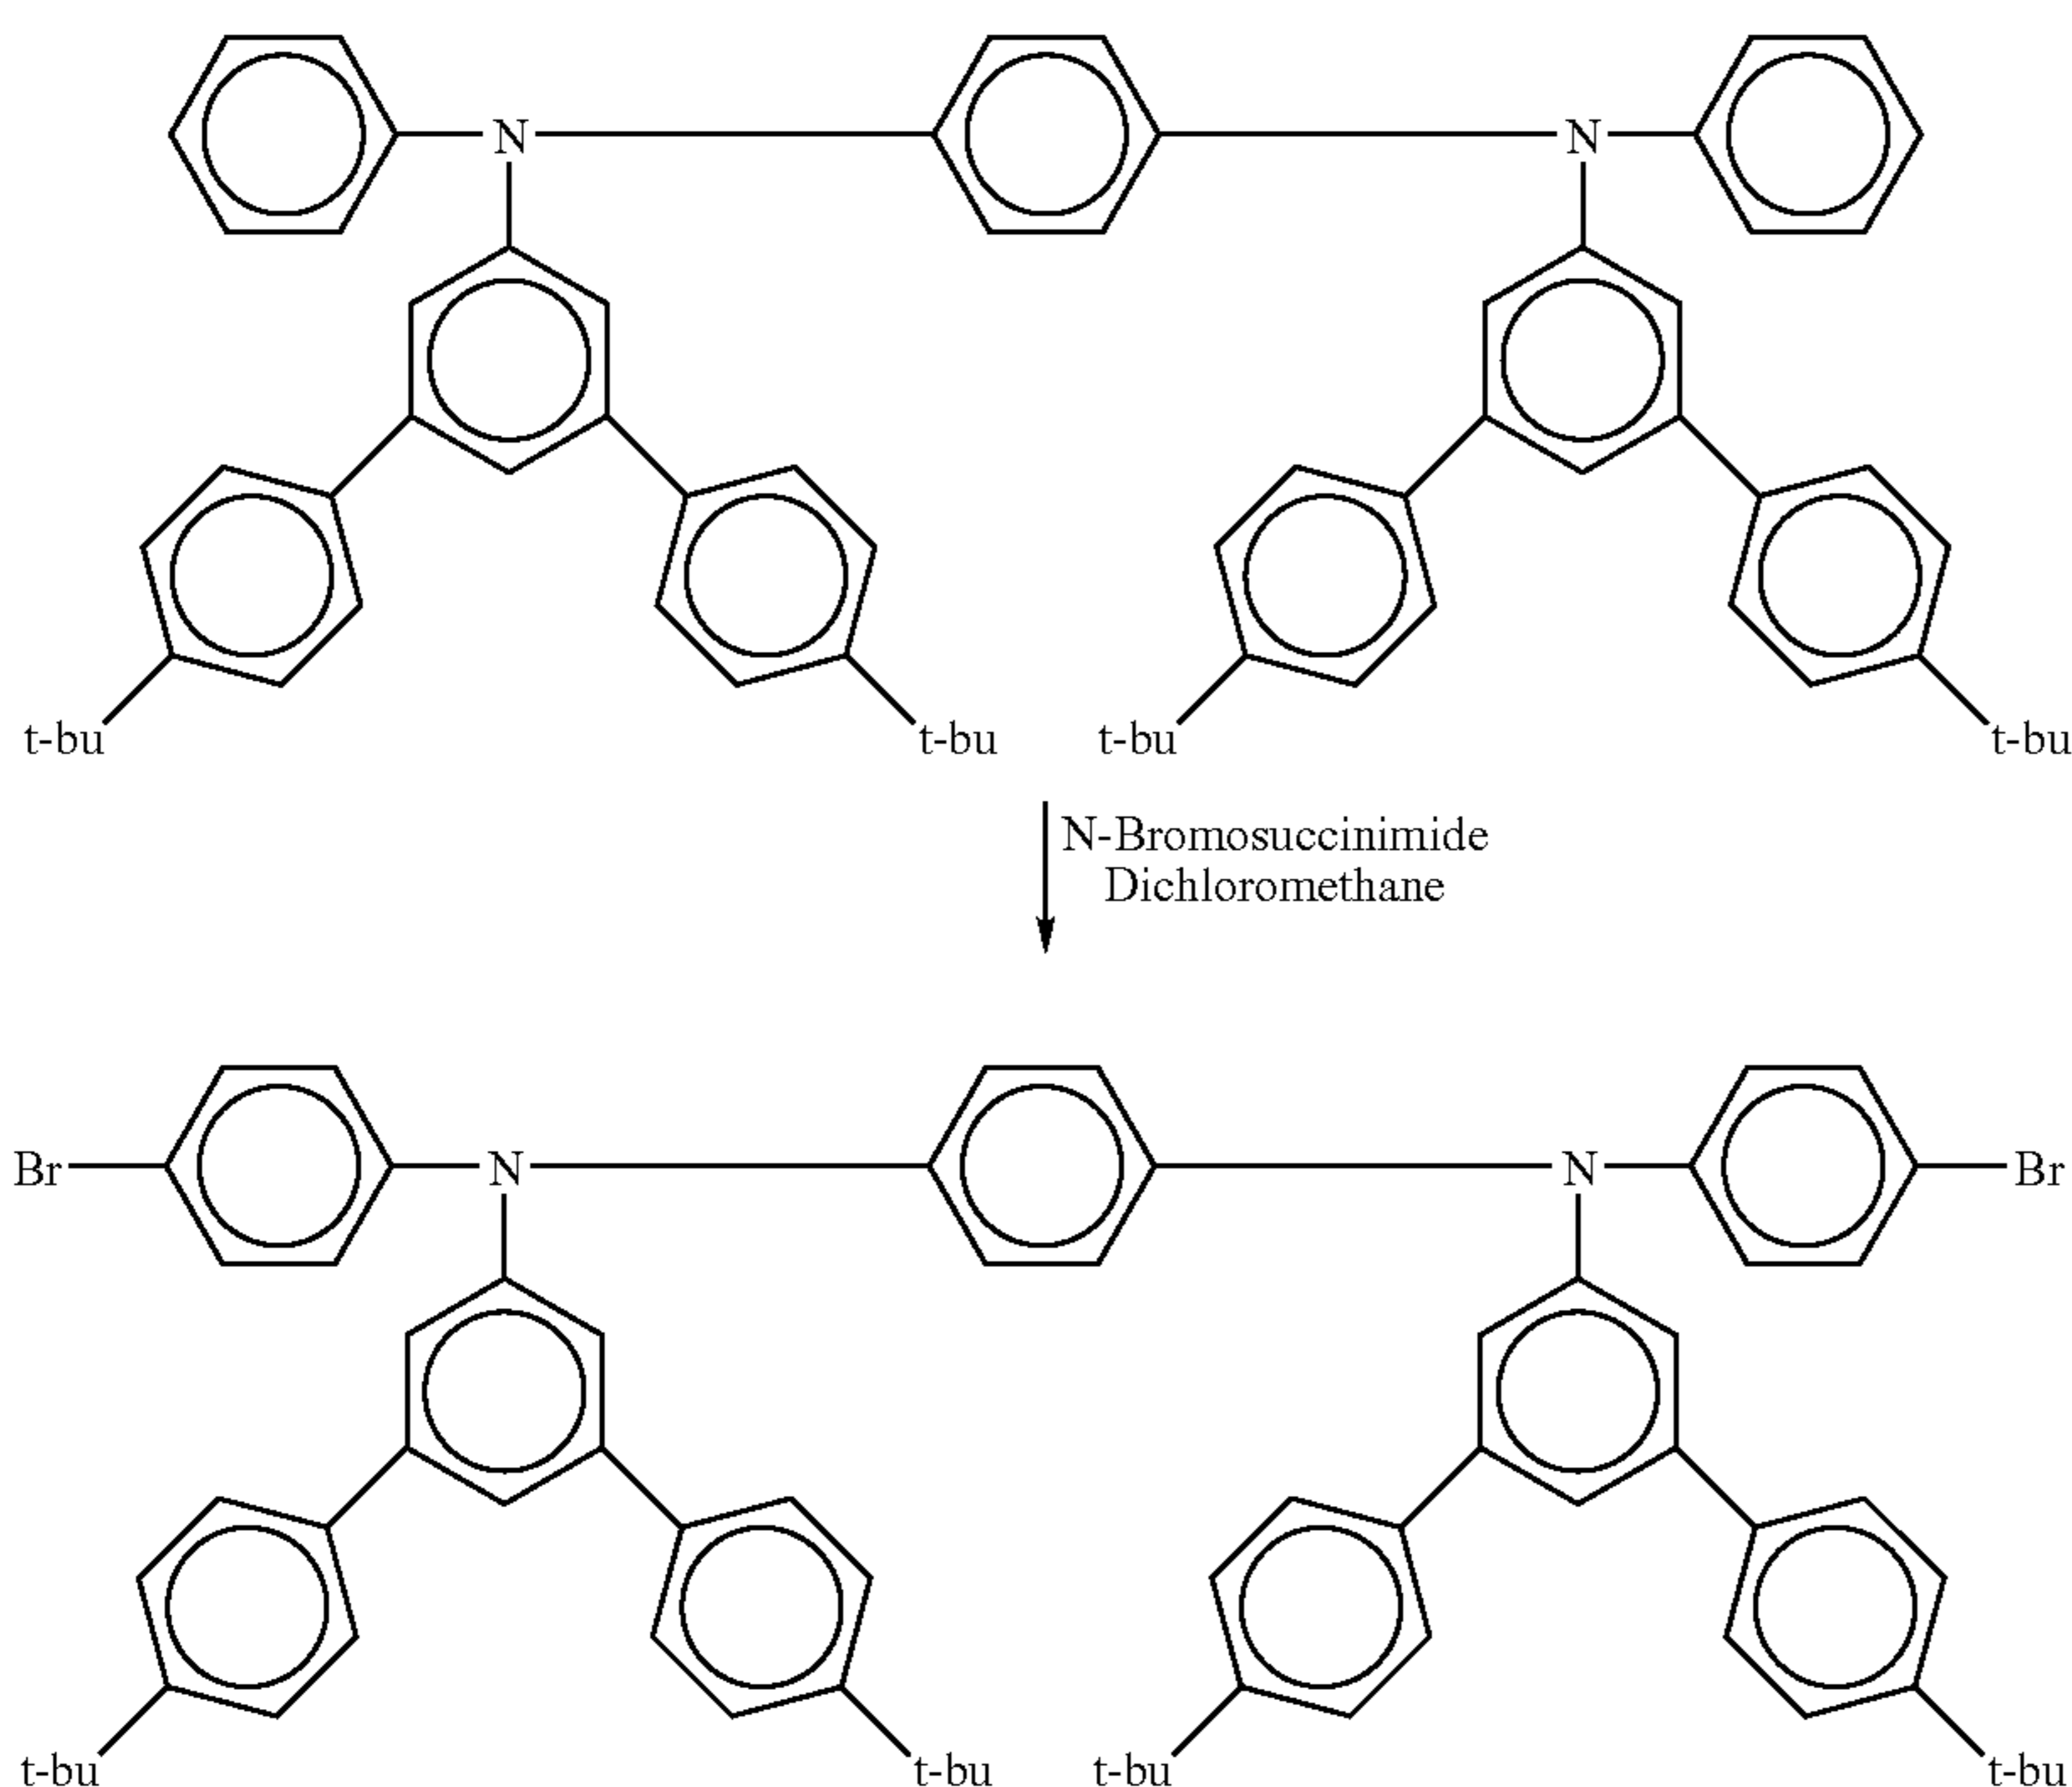 N N
t-bu t-bu t-bu t-bu
N-Bromosuccinimide
Dichloromethane
Br N N Br
t-bu t-bu t-bu t-bu